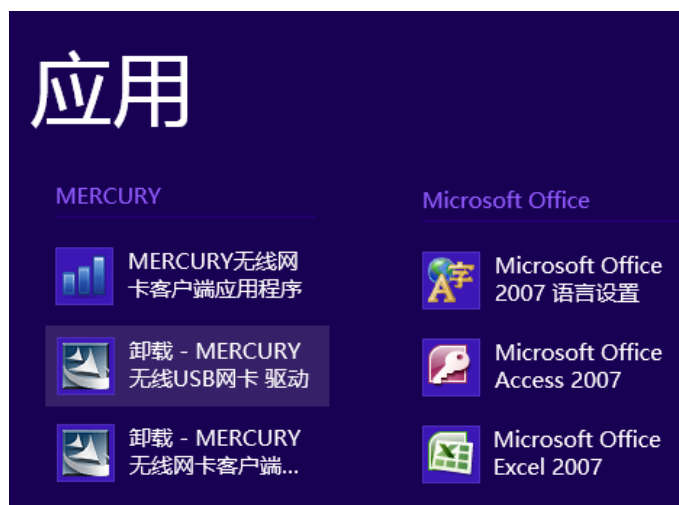 应用
MERCURY
MERCURY无线网
卡客户端应用程序
卸载 - MERCURY
无线USB网卡 驱动
卸载 - MERCURY
无线网卡客户端...
Microsoft Office
Microsoft Office
2007 语言设置
Microsoft Office
Access 2007
Microsoft Office
Excel 2007